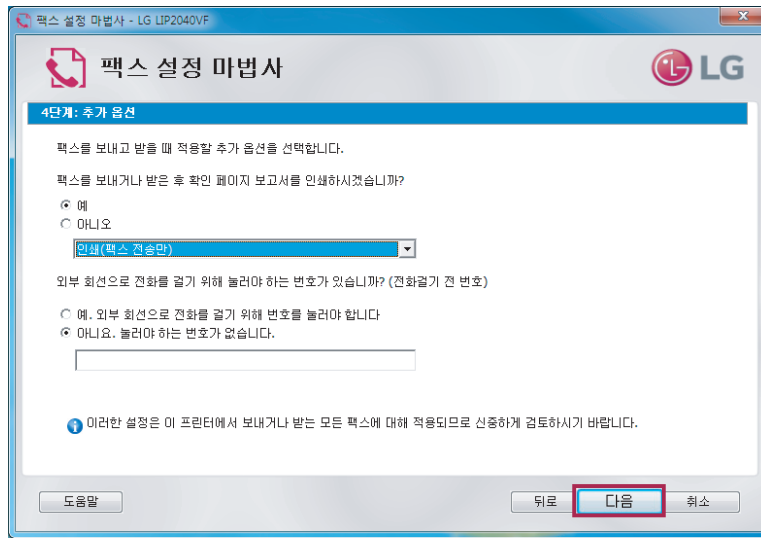 팩스 설정 마법사 - LG LIP2040VF
팩스 설정 마법사
LG
4단계: 추가 옵션
팩스를 보내고 받을 때 적용할 추가 옵션을 선택합니다.
팩스를 보내거나 받은 후 확인 페이지 보고서를 인쇄하시겠습니까?
예
아니오
인쇄(팩스 전송만)
외부 회선으로 전화를 걸기 위해 눌러야 하는 번호가 있습니까? (전화걸기 전 번호)
예. 외부 회선으로 전화를 걸기 위해 번호를 눌러야 합니다
아니요. 눌러야 하는 번호가 없습니다.
이러한 설정은 이 프린터에서 보내거나 받는 모든 팩스에 대해 적용되므로 신중하게 검토하시기 바랍니다.
도움말
뒤로
다음
취소